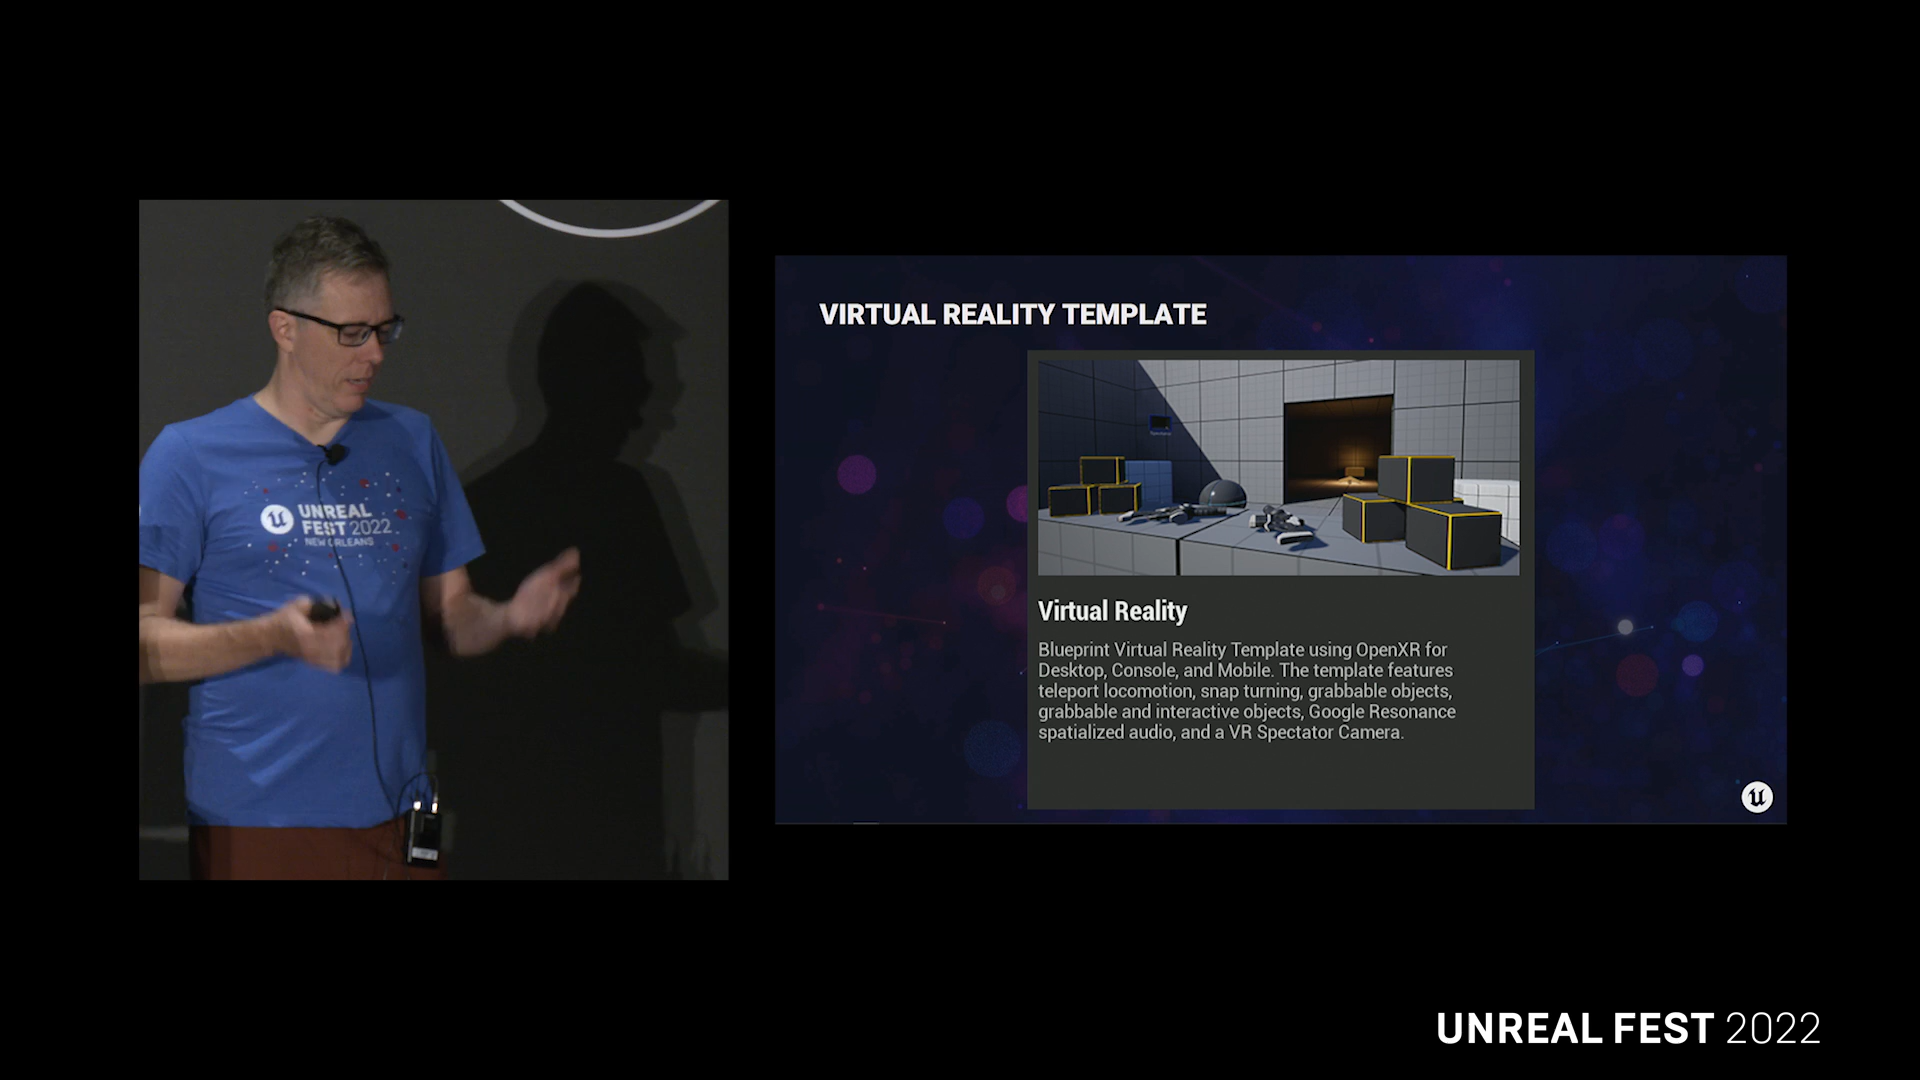 UNREAL
FEST 2022
NEW ORLEANS
VIRTUAL REALITY TEMPLATE
Virtual Reality
Blueprint Virtual Reality Template using OpenXR for
Desktop, Console, and Mobile. The template features
teleport locomotion, snap turning, grabbable objects,
grabbable and interactive objects, Google Resonance
spatialized audio, and a VR Spectator Camera.
UNREAL FEST 2022